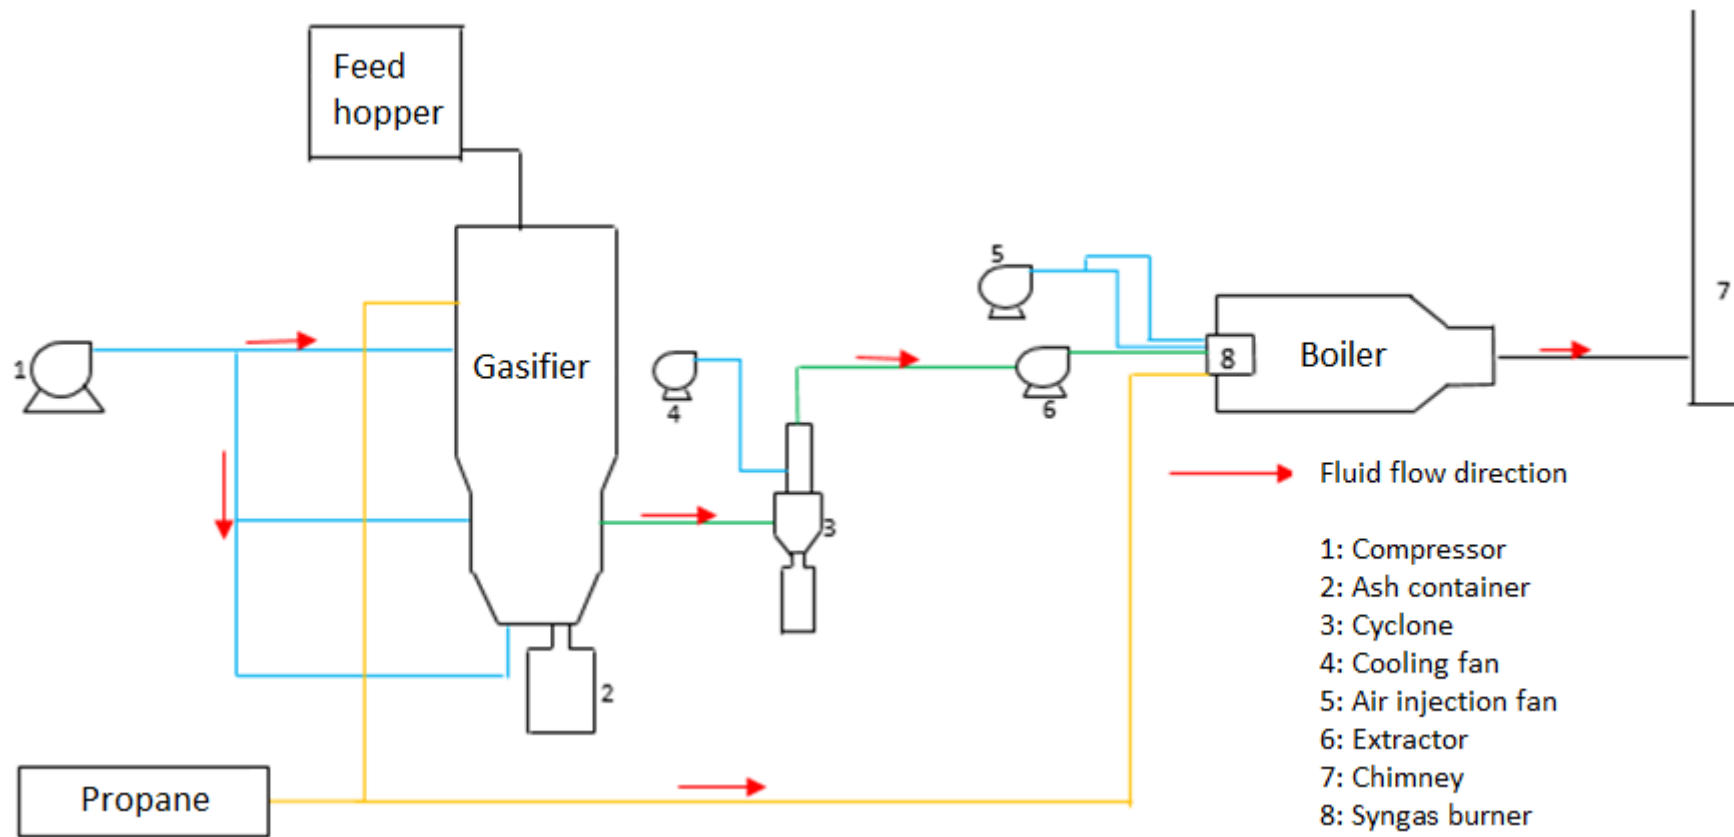 Feed
hopper
5
7
1
Gasifier
4
6
8
Boiler
3
2
Propane
Fluid flow direction
1: Compressor
2: Ash container
3: Cyclone
4: Cooling fan
5: Air injection fan
6: Extractor
7: Chimney
8: Syngas burner